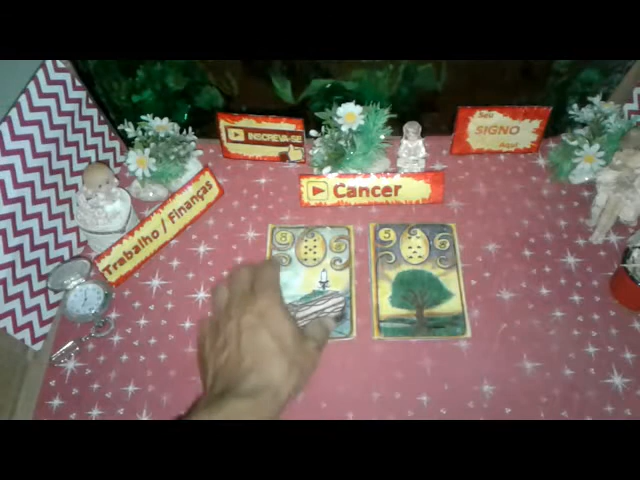 INSCREVA-SE
Seu
SIGNO
Aqui
Cancer
Trabalho / Finanças
8
5